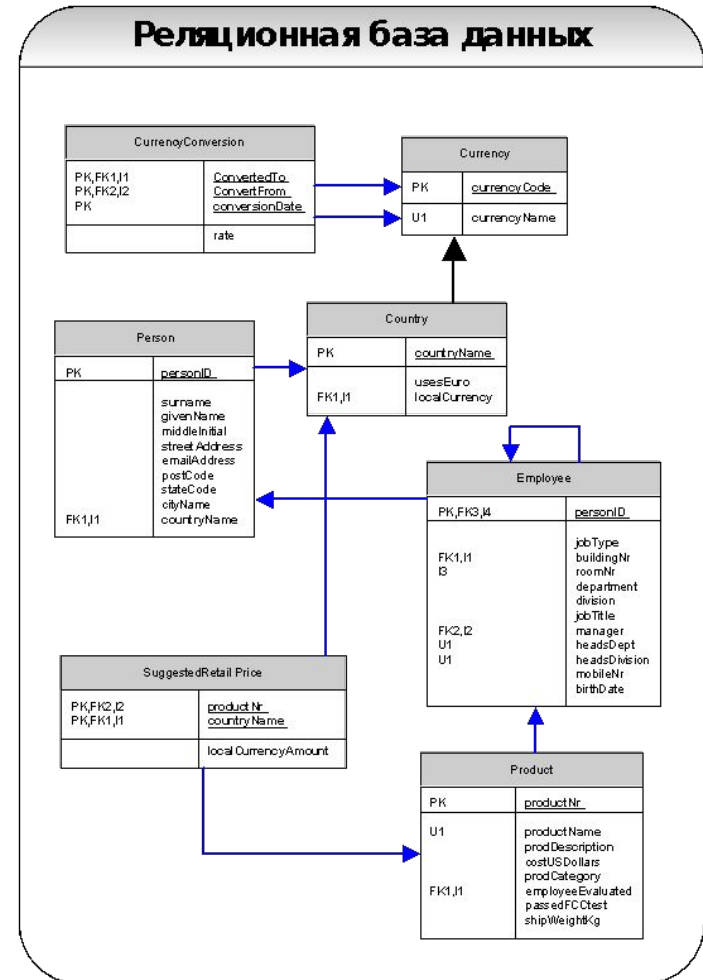 Реляционная база данных
CurrencyConversion
PK,FK1,I1 ConvertedTo
PK,FK2,I2 ConvertFrom
PK conversionDate
rate
Currency
PK currencyCode
U1 currencyName
Country
PK countryName
usesEuro
FK1,I1 localCurrency
Person
PK personID
surname
givenName
middleInitial
streetAddress
emailAddress
postCode
stateCode
cityName
FK1,I1 countryName
Employee
PK,FK3,I4 personID
jobType
FK1,I1 buildingNr
I3 roomNr
department
division
jobTitle
FK2,I2 manager
U1 headsDept
U1 headsDivision
mobileNr
birthDate
SuggestedRetail Price
PK,FK2,I2 productNr
PK,FK1,I1 countryName
localCurrencyAmount
Product
PK productNr
U1 productName
prodDescription
costUSDollars
prodCategory
FK1,I1 employeeEvaluated
passedFCCtest
shipWeightKg